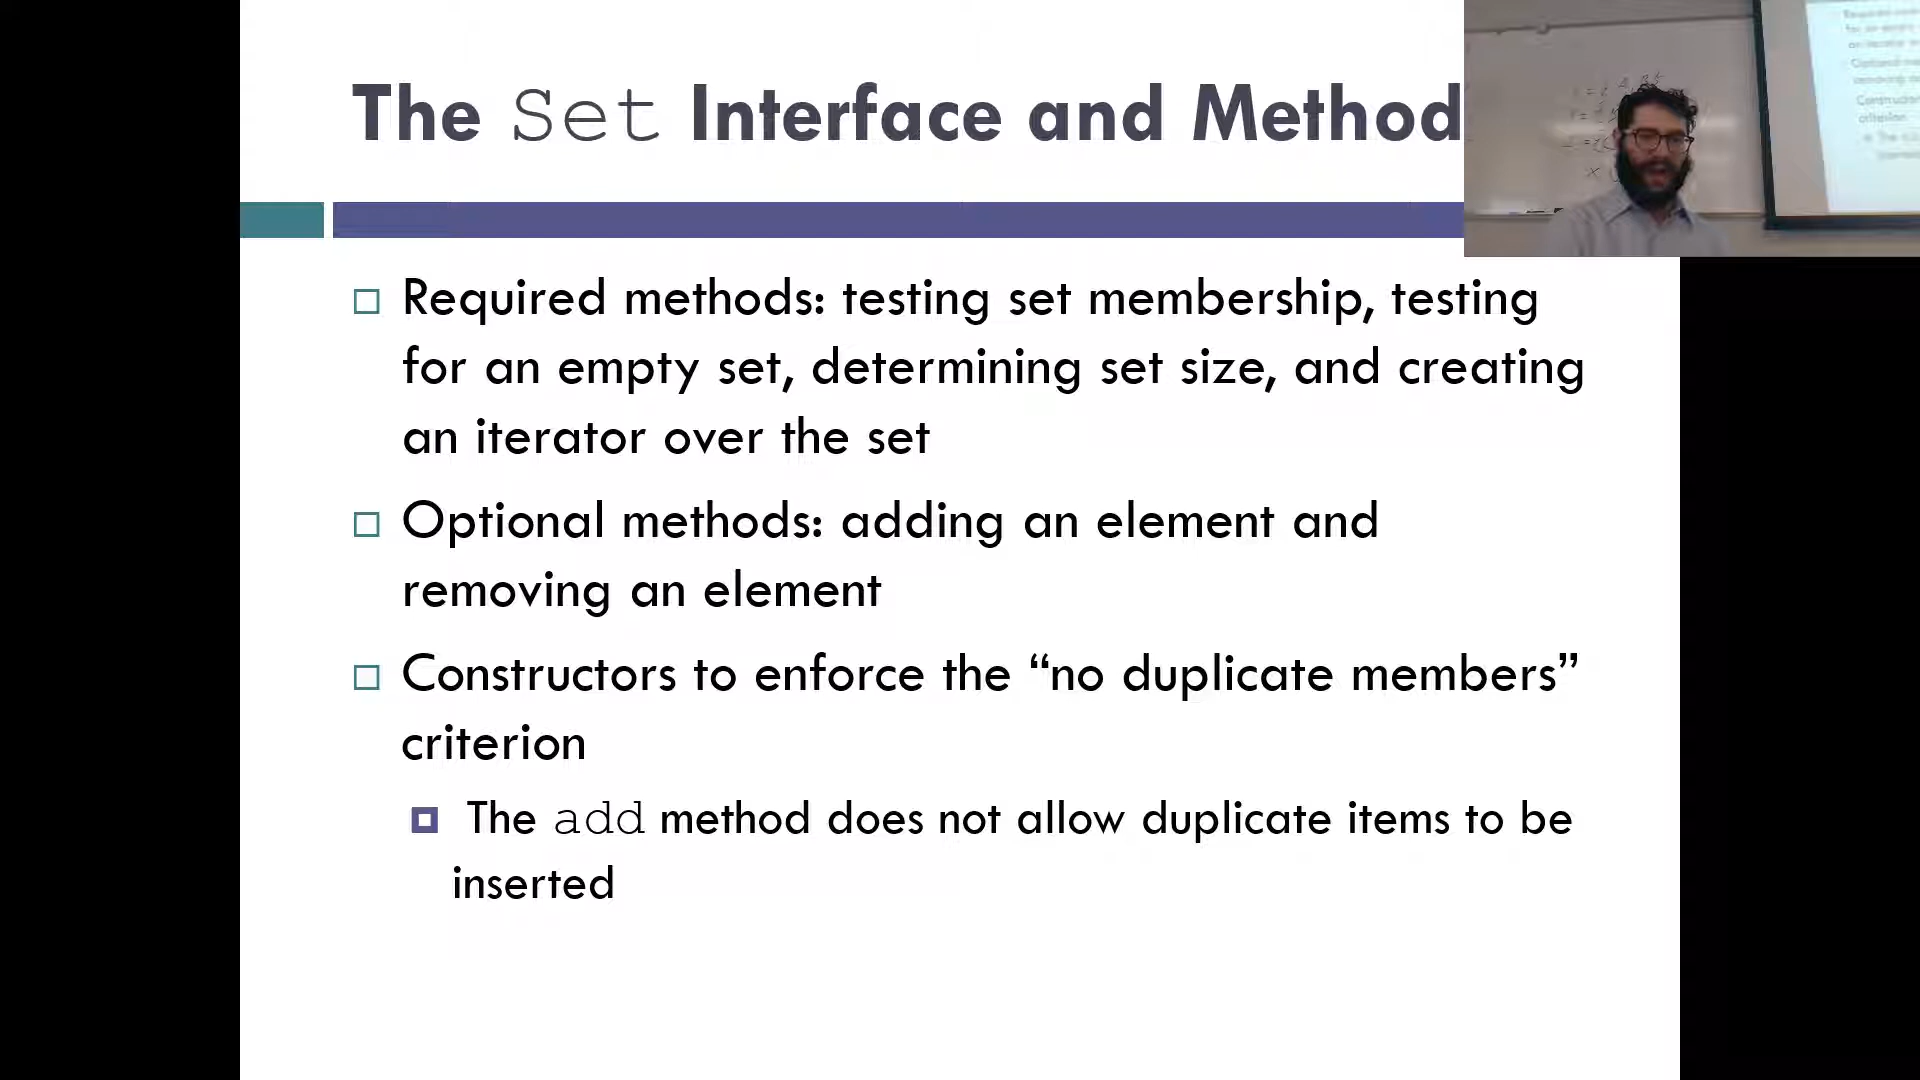 The Set Interface and Method
Required methods: testing set membership, testing
for an empty set, determining set size, and creating
an iterator over the set
Optional methods: adding an element and
removing an element
Constructors to enforce the “no duplicate members”
criterion
The add method does not allow duplicate items to be
inserted